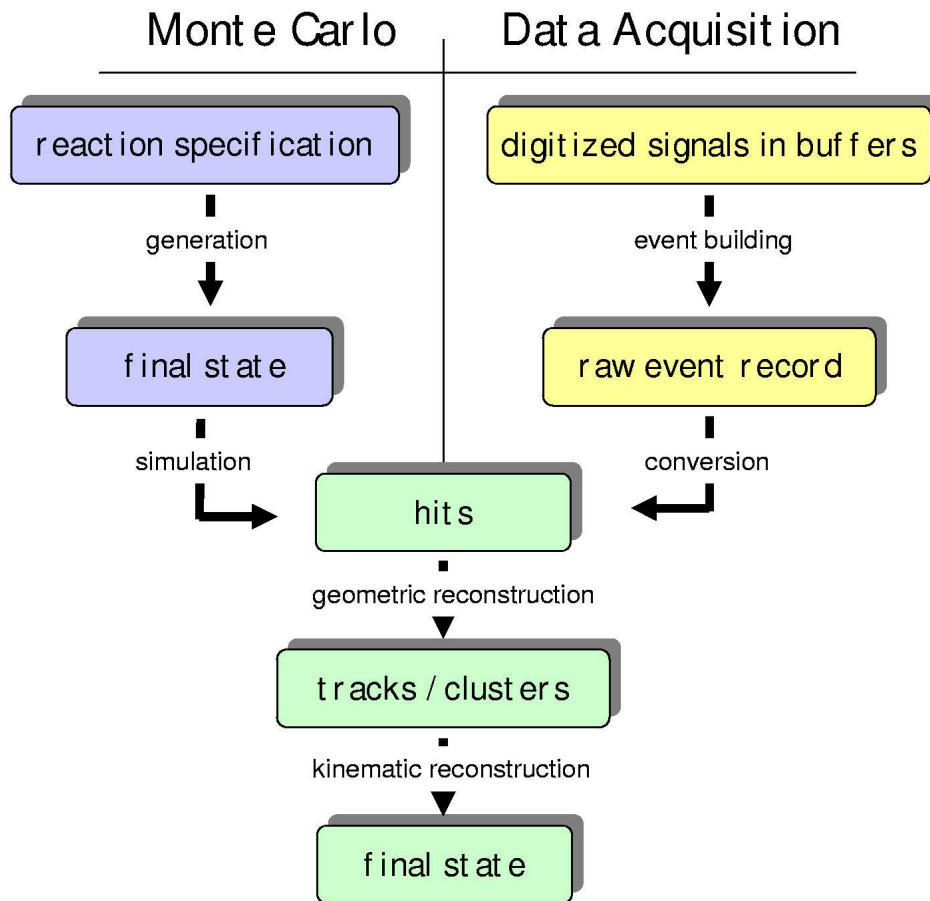 Monte Carlo
Data Acquisition
reaction specification
digitized signals in buffers
generation
event building
final state
raw event record
simulation
conversion
hits
geometric reconstruction
tracks / clusters
kinematic reconstruction
final state